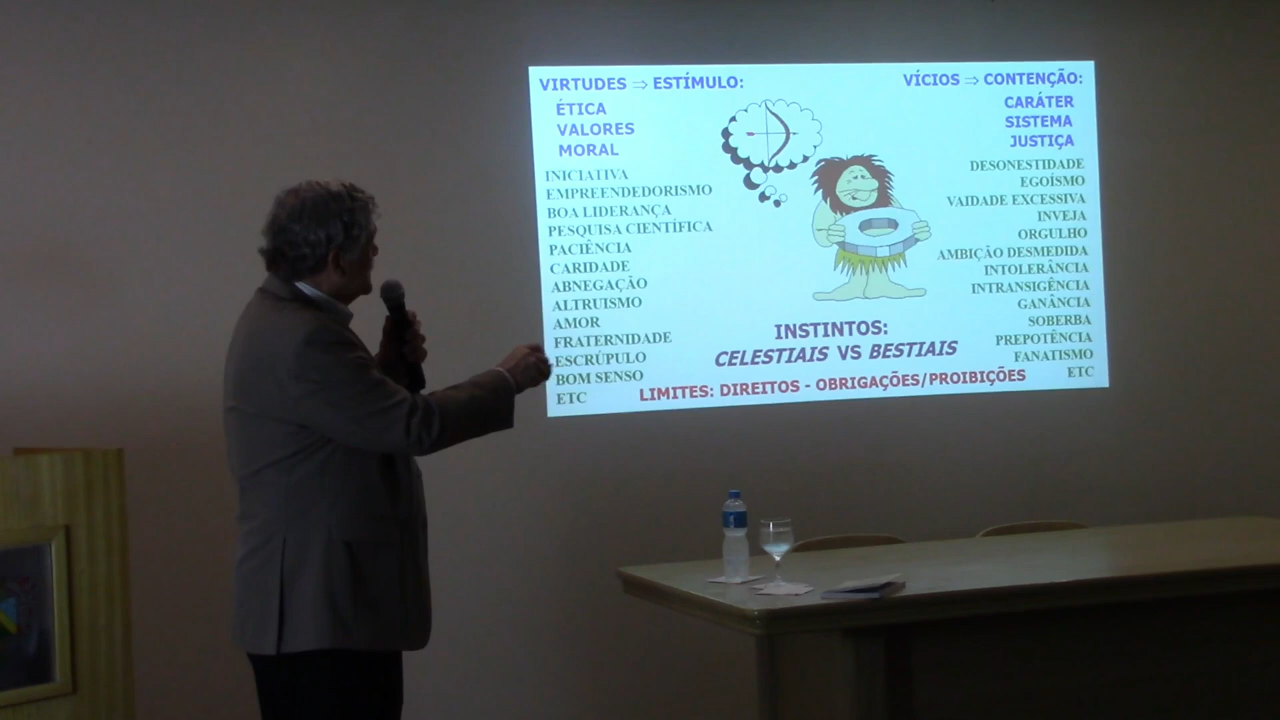 VIRTUDES ⇒ ESTÍMULO:
ÉTICA
VALORES
MORAL
INICIATIVA
EMPREENDEDORISMO
BOA LIDERANÇA
PESQUISA CIENTÍFICA
PACIÊNCIA
CARIDADE
ABNEGAÇÃO
ALTRUISMO
AMOR
FRATERNIDADE
ESCRÚPULO
BOM SENSO
ETC
VÍCIOS ⇒ CONTENÇÃO:
CARÁTER
SISTEMA
JUSTIÇA
DESONESTIDADE
EGOÍSMO
VAIDADE EXCESSIVA
INVEJA
ORGULHO
AMBIÇÃO DESMEDIDA
INTOLERÂNCIA
INTRANSIGÊNCIA
GANÂNCIA
SOBERBA
PREPOTÊNCIA
FANATISMO
ETC
INSTINTOS:
CELESTIAIS VS BESTIAIS
LIMITES: DIREITOS - OBRIGAÇÕES/PROIBIÇÕES